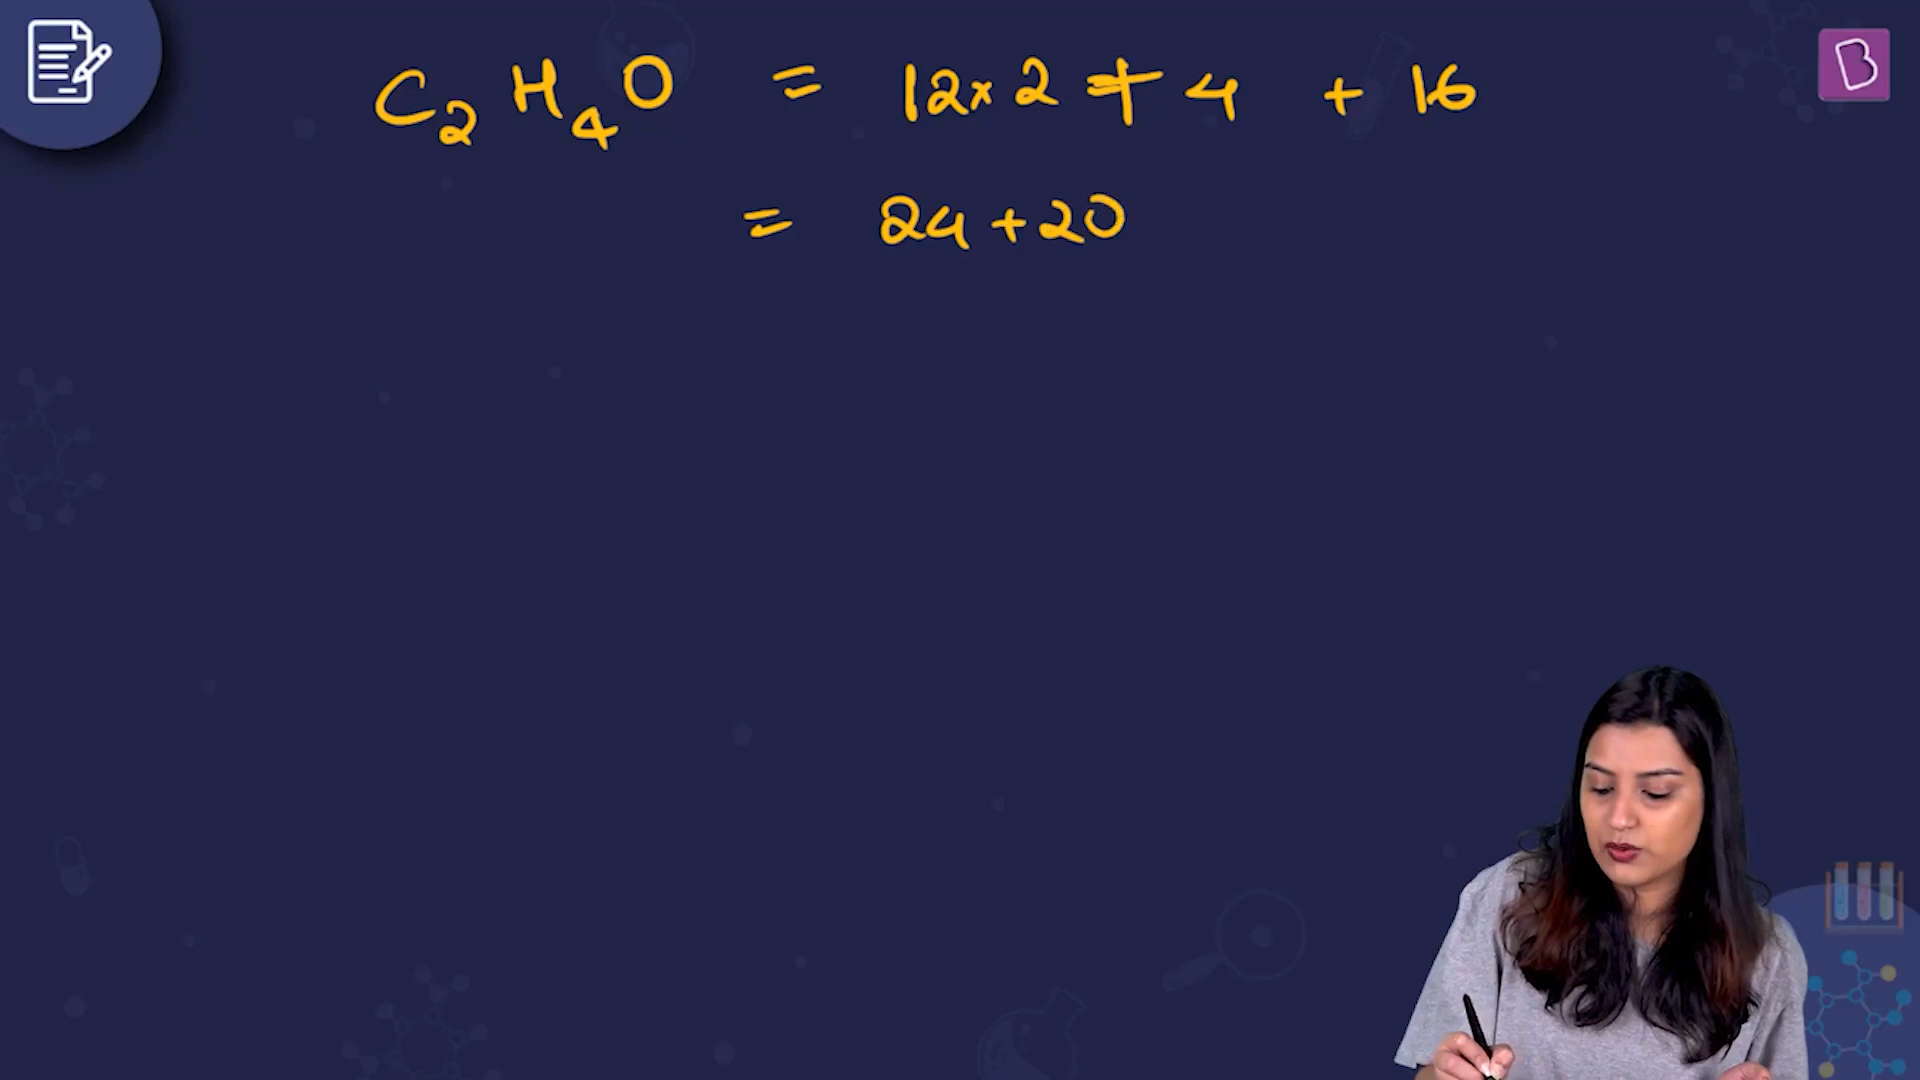 C₂H₄O = 12×2 + 4 + 16
= 24+20
B